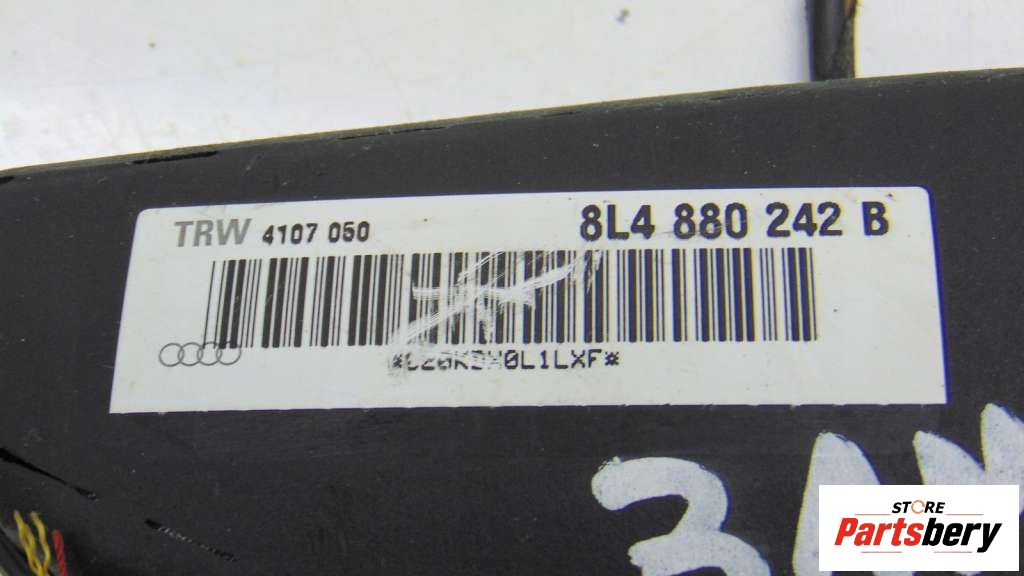 TRW 4107 050 8L4 880 242 B
STORE
Partsbery